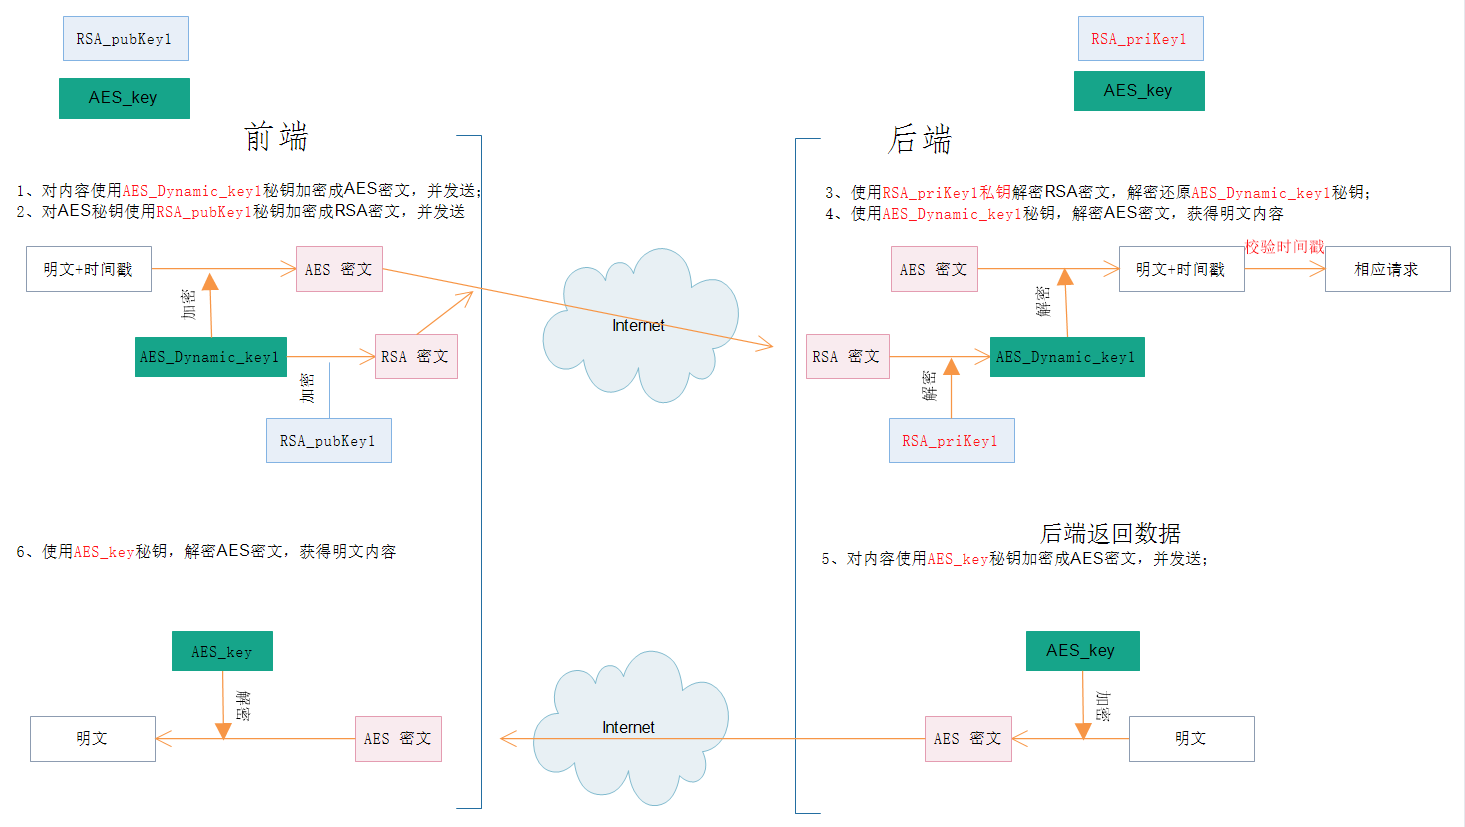 RSA_pubKey1
AES_key
前端
1、对内容使用AES_Dynamic_key1秘钥加密成AES密文，并发送；
2、对AES秘钥使用RSA_pubKey1秘钥加密成RSA密文，并发送
明文+时间戳
AES 密文
加密
AES_Dynamic_key1
RSA 密文
加密
RSA_pubKey1
Internet
RSA_priKey1
AES_key
后端
3、使用RSA_priKey1私钥解密RSA密文，解密还原AES_Dynamic_key1秘钥；
4、使用AES_Dynamic_key1秘钥，解密AES密文，获得明文内容
AES 密文
明文+时间戳
校验时间戳
相应请求
解密
RSA 密文
AES_Dynamic_key1
解密
RSA_priKey1
后端返回数据
5、对内容使用AES_key秘钥加密成AES密文，并发送；
AES_key
加密
AES 密文
明文
Internet
6、使用AES_key秘钥，解密AES密文，获得明文内容
AES_key
解密
明文
AES 密文